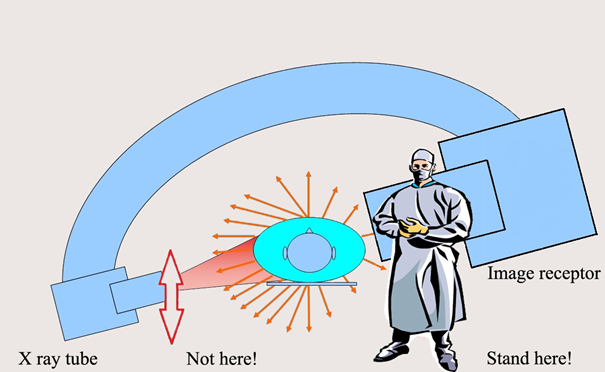 Image receptor
X ray tube
Not here!
Stand here!